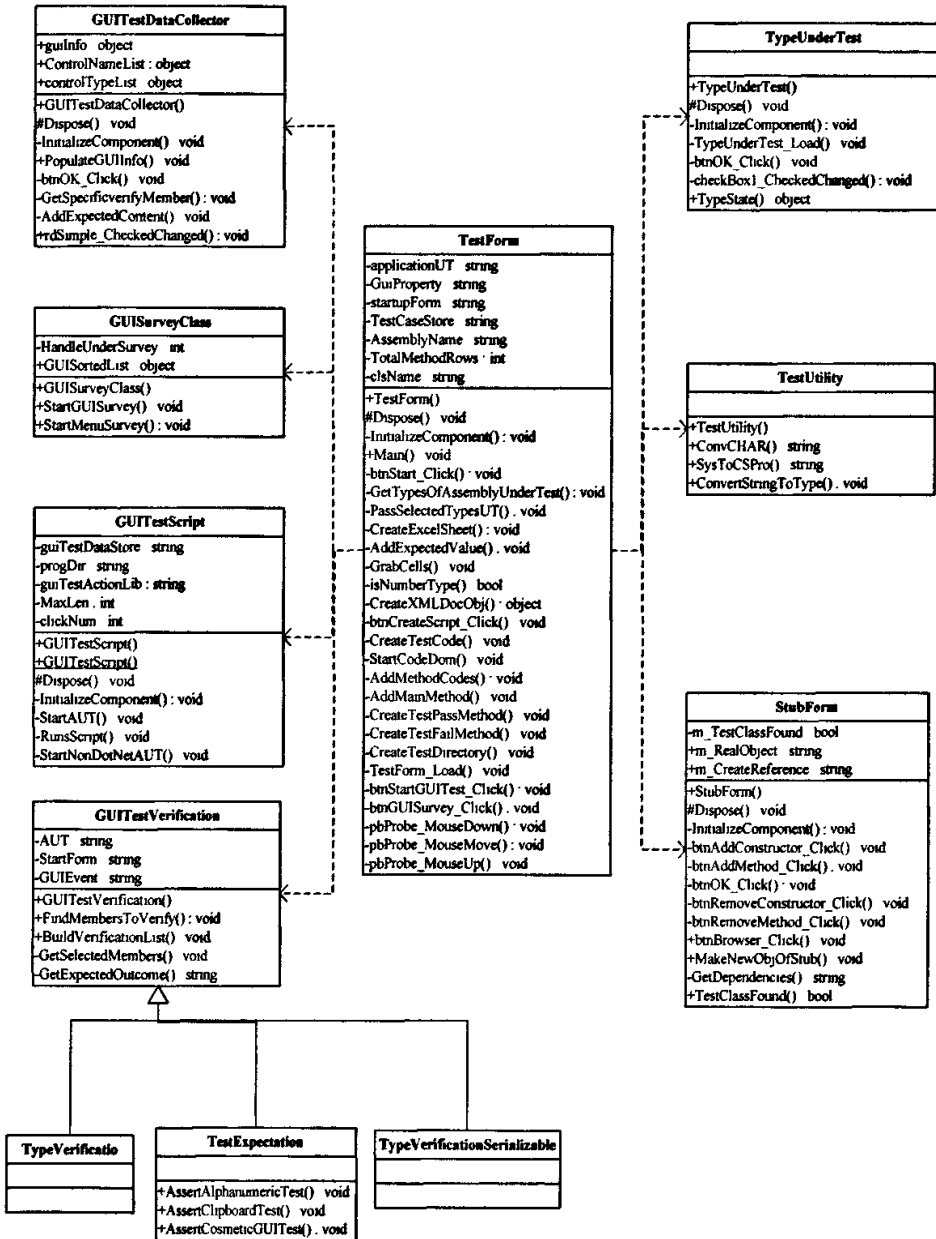 GUITestDataCollector
+guiInfo object
+ControlNameList : object
+controlTypeList object
+GUITestDataCollector()
#Dispose() void
-InitializeComponent() void
+PopulateGUIInfo() void
-btnOK_Click() void
-GetSpecificverifyMember() : void
-AddExpectedContent() void
+rdSimple_CheckedChanged() : void
GUISurveyClass
-HandleUnderSurvey int
+GUISortedList object
+GUISurveyClass()
+StartGUISurvey() void
+StartMenuSurvey() : void
GUITestScript
-guiTestDataStore string
-progDir string
-guiTestActionLib : string
-MaxLen . int
-clickNum int
+GUITestScript()
+GUITestScript()
#Dispose() void
-InitializeComponent() : void
-StartAUT() void
-RunsScript() void
-StartNonDotNetAUT() void
GUITestVerification
-AUT string
-StartForm string
-GUIEvent string
+GUITestVerification()
+FindMembersToVerify() : void
+BuildVerificationList() void
-GetSelectedMembers() void
-GetExpectedOutcome() string
TypeVerificatio
TestExpectation
+AssertAlphanumericTest() void
+AssertClipboardTest() void
+AssertCosmeticGUITest() . void
TypeVerificationSerializable
TestForm
-applicationUT string
-GuiProperty string
-startupForm string
-TestCaseStore string
-AssemblyName string
-TotalMethodRows · int
-clsName string
+TestForm()
#Dispose() void
-InitializeComponent() : void
+Main() void
-btnStart_Click() · void
-GetTypesOfAssemblyUnderTest() : void
-PassSelectedTypesUT() . void
-CreateExcelSheet() : void
-AddExpectedValue() . void
-GrabCells() void
-isNumberType() bool
-CreateXMLDocObj() · object
-btnCreateScript_Click() void
-CreateTestCode() void
-StartCodeDom() void
-AddMethodCodes() · void
-AddMainMethod() void
-CreateTestPassMethod() void
-CreateTestFailMethod() void
-CreateTestDirectory() void
-TestForm_Load() void
-btnStartGUITest_Click() void
-btnGUISurvey_Click() . void
-pbProbe_MouseDown() · void
-pbProbe_MouseMove() : void
-pbProbe_MouseUp() void
TypeUnderTest
+TypeUnderTest()
#Dispose() void
-InitializeComponent() : void
-TypeUnderTest_Load() void
-btnOK_Click() void
-checkBox1_CheckedChanged() : void
+TypeState() object
TestUtility
+TestUtility()
+ConvCHAR() string
+SysToCSPro() string
+ConvertStringToType() . void
StubForm
-m_TestClassFound bool
+m_RealObject string
+m_CreateReference string
+StubForm()
#Dispose() void
-InitializeComponent() : void
-btnAddConstructor_Click() void
-btnAddMethod_Click() . void
-btnOK_Click() · void
-btnRemoveConstructor_Click() void
-btnRemoveMethod_Click() void
+btnBrowser_Click() void
+MakeNewObjOfStub() void
-GetDependencies() string
+TestClassFound() bool